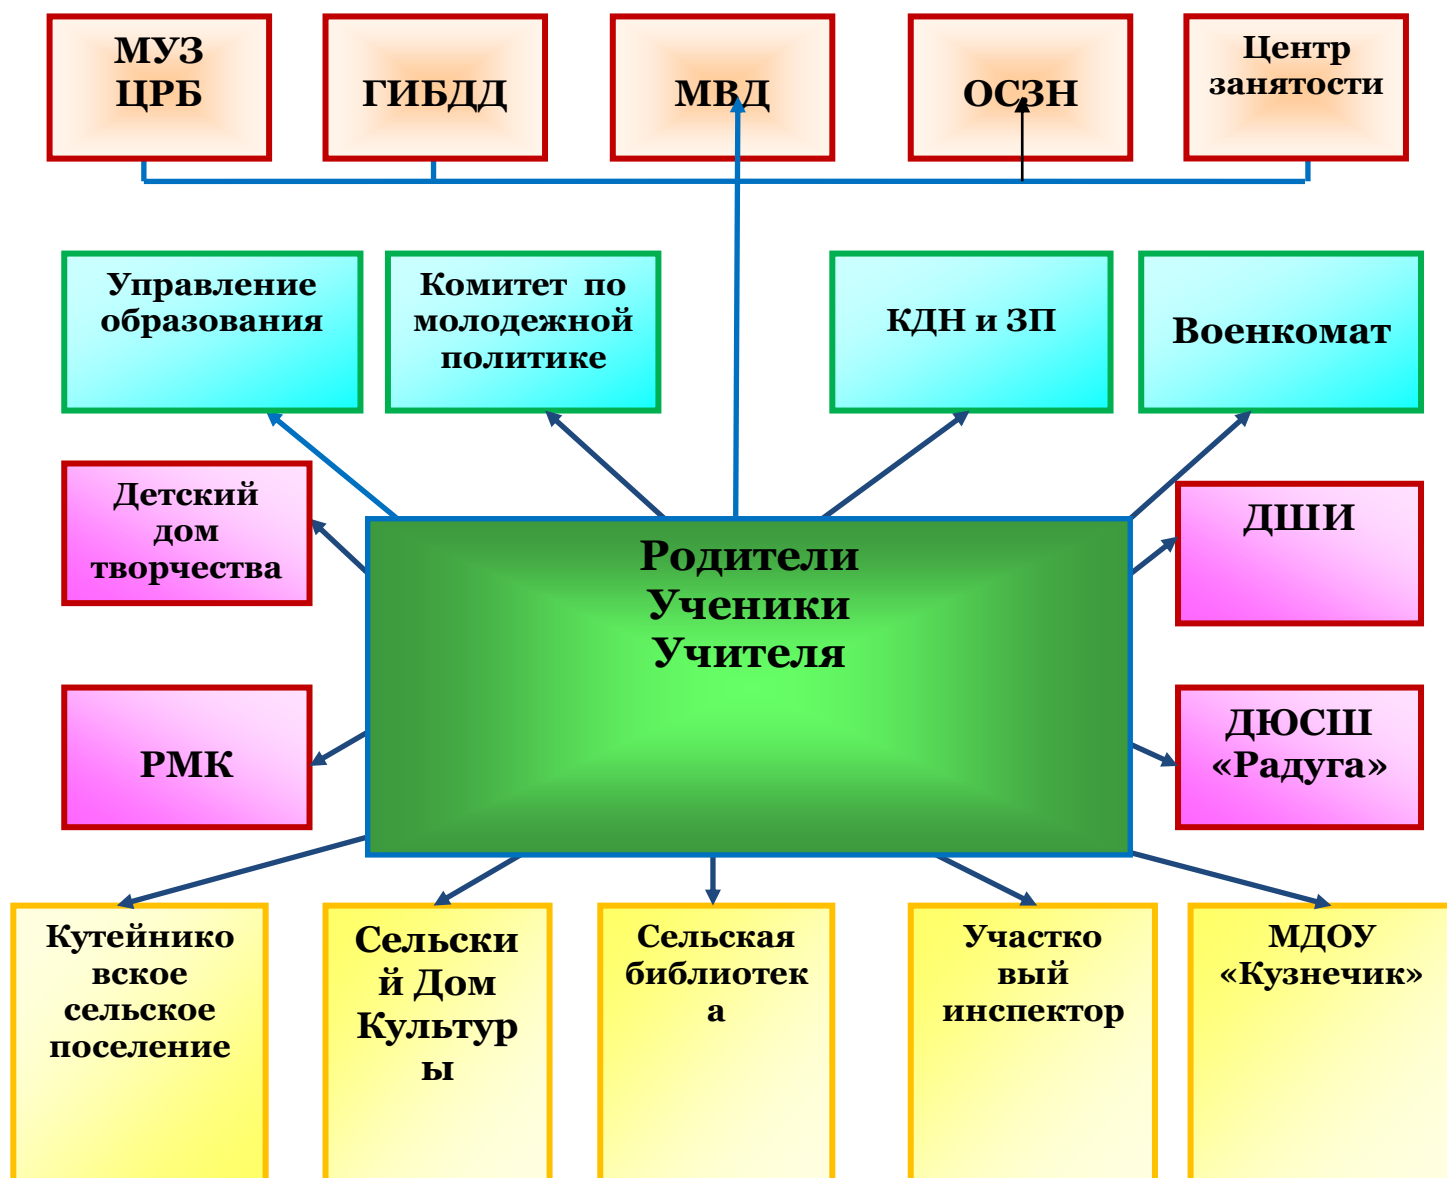 МУЗ
ЦРБ
ГИБДД
МВД
ОСЗН
Центр
занятости
Управление
образования
Комитет по
молодежной
политике
КДН и ЗП
Военкомат
Детский
дом
творчества
ДШИ
Родители
Ученики
Учителя
РМК
ДЮСШ
«Радуга»
Кутейнико
вское
сельское
поселение
Сельски
й Дом
Культур
ы
Сельская
библиотек
а
Участко
вый
инспектор
МДОУ
«Кузнечик»